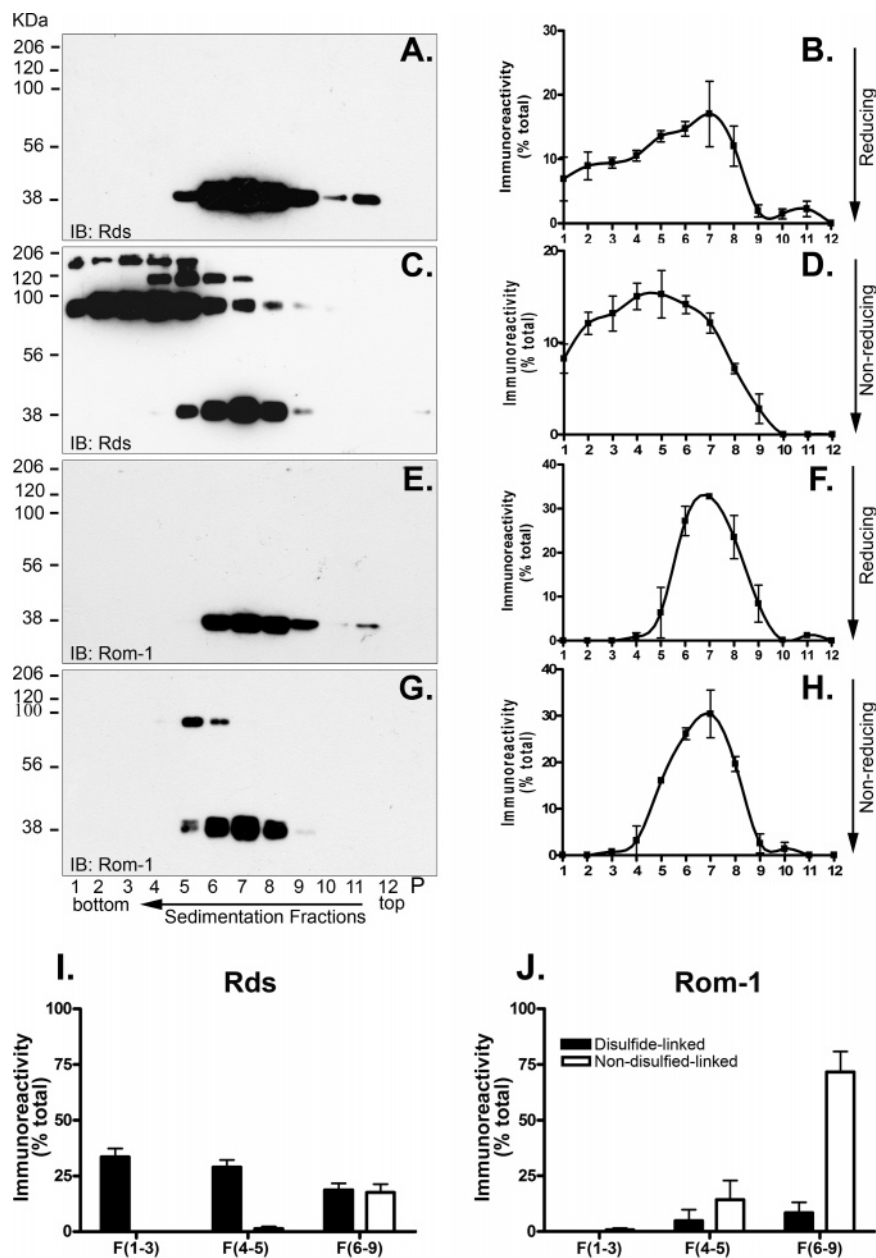 KDa
206
120
100
56
38
A.
IB: Rds
Immunoreactivity
(% total)
30
20
10
0
1 2 3 4 5 6 7 8 9 10 11 12
B.
Reducing
206
120
100
56
38
C.
IB: Rds
Immunoreactivity
(% total)
20
10
0
1 2 3 4 5 6 7 8 9 10 11 12
D.
Non-reducing
206
120
100
56
38
E.
IB: Rom-1
Immunoreactivity
(% total)
40
30
20
10
0
1 2 3 4 5 6 7 8 9 10 11 12
F.
Reducing
206
120
100
56
38
G.
IB: Rom-1
1 2 3 4 5 6 7 8 9 10 11 12 P
bottom Sedimentation Fractions top
Immunoreactivity
(% total)
40
30
20
10
0
1 2 3 4 5 6 7 8 9 10 11 12
H.
Non-reducing
I.
Rds
Immunoreactivity
(% total)
100
75
50
25
0
F(1-3) F(4-5) F(6-9)
J.
Rom-1
Immunoreactivity
(% total)
100
75
50
25
0
Disulfide-linked
Non-disulfied-linked
F(1-3) F(4-5) F(6-9)